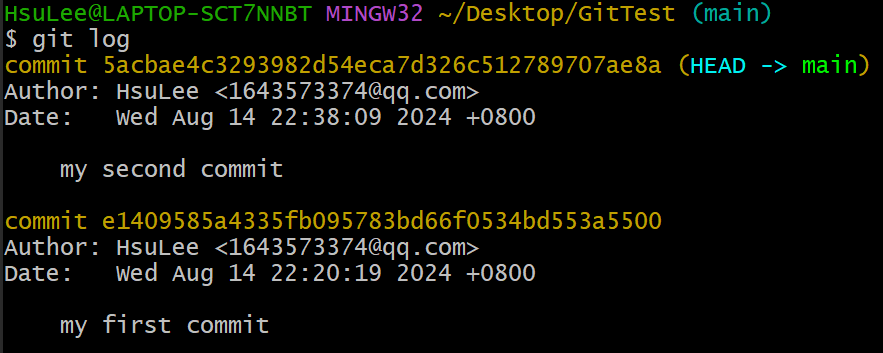 HsuLee@LAPTOP-SCT7NNBT MINGW32 ~/Desktop/GitTest (main)
$ git log
commit 5acbae4c3293982d54eca7d326c512789707ae8a (HEAD -> main)
Author: HsuLee <1643573374@qq.com>
Date:   Wed Aug 14 22:38:09 2024 +0800
    my second commit
commit e1409585a4335fb095783bd66f0534bd553a5500
Author: HsuLee <1643573374@qq.com>
Date:   Wed Aug 14 22:20:19 2024 +0800
    my first commit